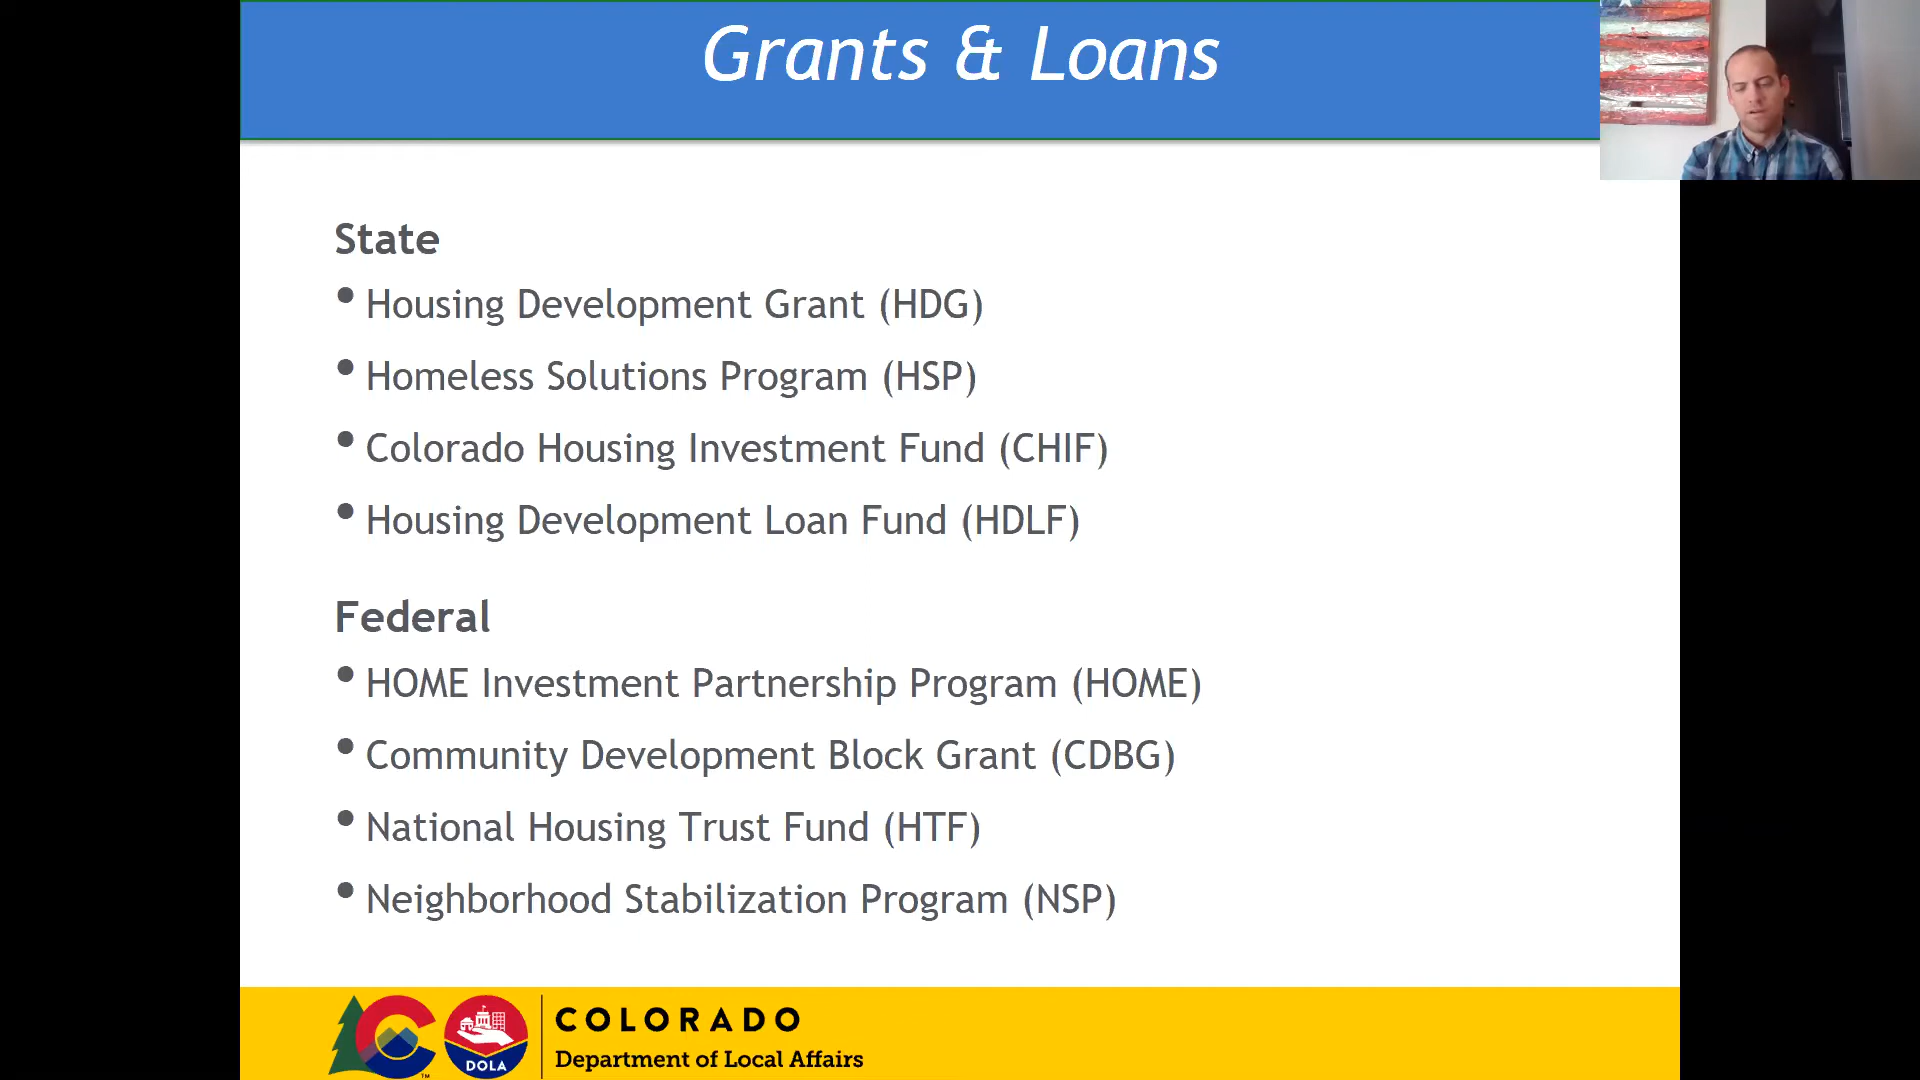 Grants & Loans
State
• Housing Development Grant (HDG)
• Homeless Solutions Program (HSP)
• Colorado Housing Investment Fund (CHIF)
• Housing Development Loan Fund (HDLF)
Federal
• HOME Investment Partnership Program (HOME)
• Community Development Block Grant (CDBG)
• National Housing Trust Fund (HTF)
• Neighborhood Stabilization Program (NSP)
COLORADO
Department of Local Affairs
DOLA
TM